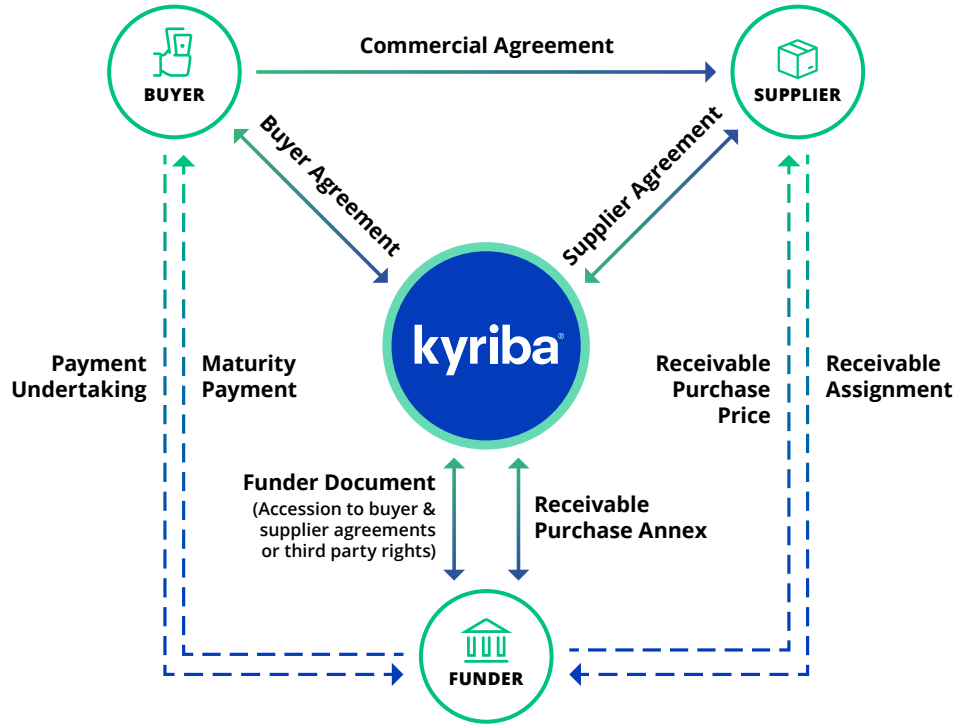 Commercial Agreement
BUYER
SUPPLIER
Buyer Agreement
Supplier Agreement
kyriba®
Payment
Undertaking
Maturity
Payment
Receivable
Purchase
Price
Receivable
Assignment
Funder Document
(Accession to buyer &
supplier agreements
or third party rights)
Receivable
Purchase Annex
FUNDER